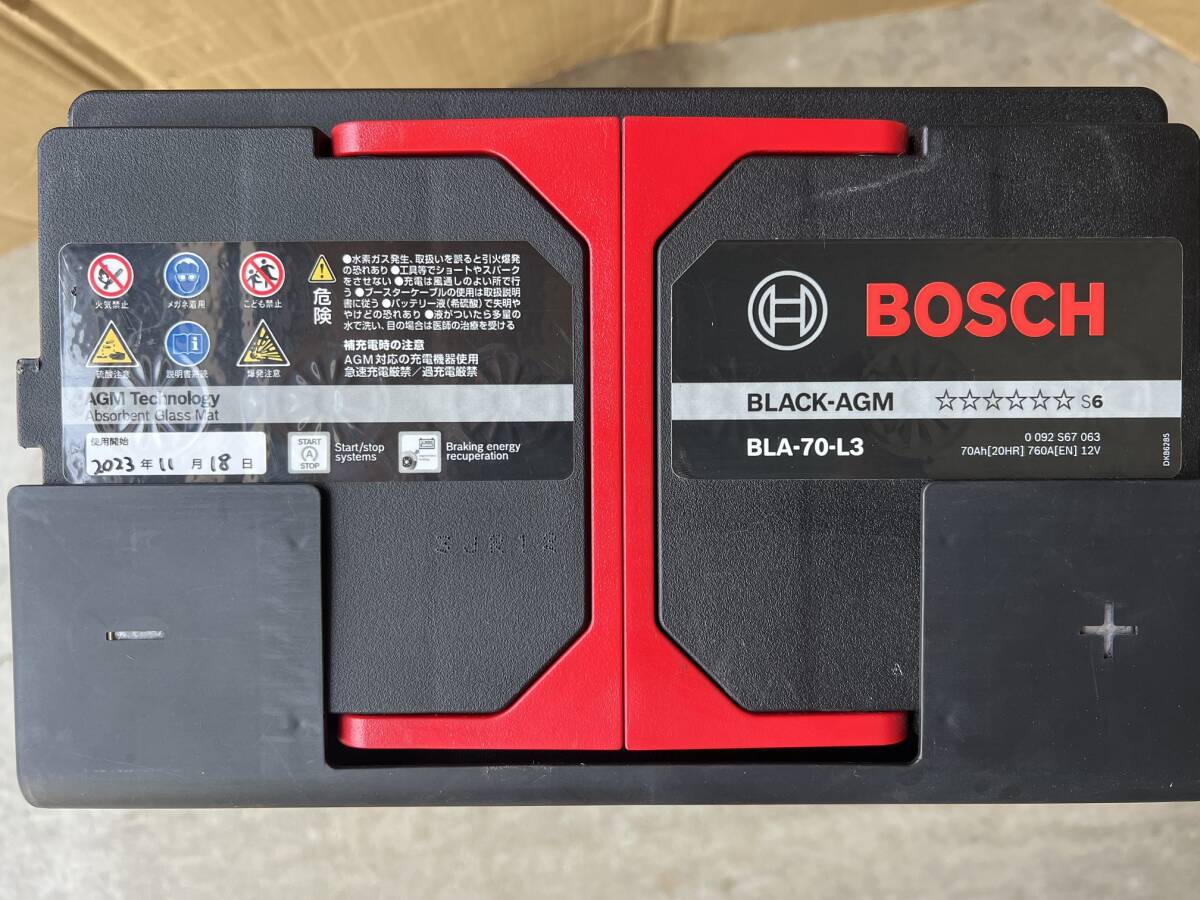 火気禁止
メガネ着用
こども禁止
硫酸注意
説明書熟読
爆発注意
危険
●水素ガス発生、取扱いを誤ると引火爆発
の恐れあり●工具等でショートやスパーク
をさせない●充電は風通しのよい所で行
う●ブースターケーブルの使用は取扱説明
書に従う●バッテリー液(希硫酸)で失明や
やけどの恐れあり●液がついたら多量の
水で洗い、目の場合は医師の治療を受ける
補充電時の注意
AGM対応の充電機器使用
急速充電厳禁/過充電厳禁
AGM Technology
Absorbent Glass Mat
使用開始
2023年11月18日
START
A
STOP
Start/stop
systems
Braking energy
recuperation
BOSCH
BLACK-AGM ☆☆☆☆☆☆ S6
BLA-70-L3
0 092 S67 063
70Ah[20HR] 760A[EN] 12V
DKB6285
−
+